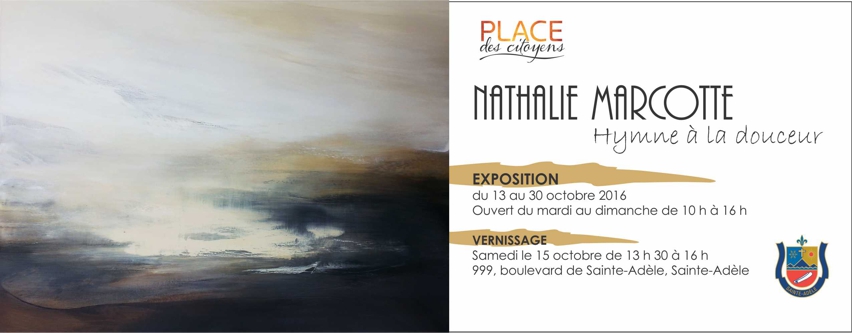 PLACE
des citoyens
NATHALIE MARCOTTE
Hymne à la douceur
EXPOSITION
du 13 au 30 octobre 2016
Ouvert du mardi au dimanche de 10 h à 16 h
VERNISSAGE
Samedi le 15 octobre de 13 h 30 à 16 h
999, boulevard de Sainte-Adèle, Sainte-Adèle
SAINTE-ADÈLE